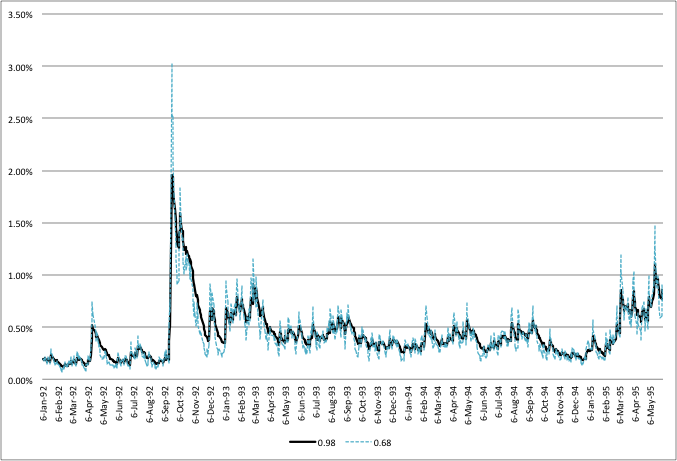 3.50%
3.00%
2.50%
2.00%
1.50%
1.00%
0.50%
0.00%
6-Jan-92
6-Feb-92
6-Mar-92
6-Apr-92
6-May-92
6-Jun-92
6-Jul-92
6-Aug-92
6-Sep-92
6-Oct-92
6-Nov-92
6-Dec-92
6-Jan-93
6-Feb-93
6-Mar-93
6-Apr-93
6-May-93
6-Jun-93
6-Jul-93
6-Aug-93
6-Sep-93
6-Oct-93
6-Nov-93
6-Dec-93
6-Jan-94
6-Feb-94
6-Mar-94
6-Apr-94
6-May-94
6-Jun-94
6-Jul-94
6-Aug-94
6-Sep-94
6-Oct-94
6-Nov-94
6-Dec-94
6-Jan-95
6-Feb-95
6-Mar-95
6-Apr-95
6-May-95
0.98 0.68